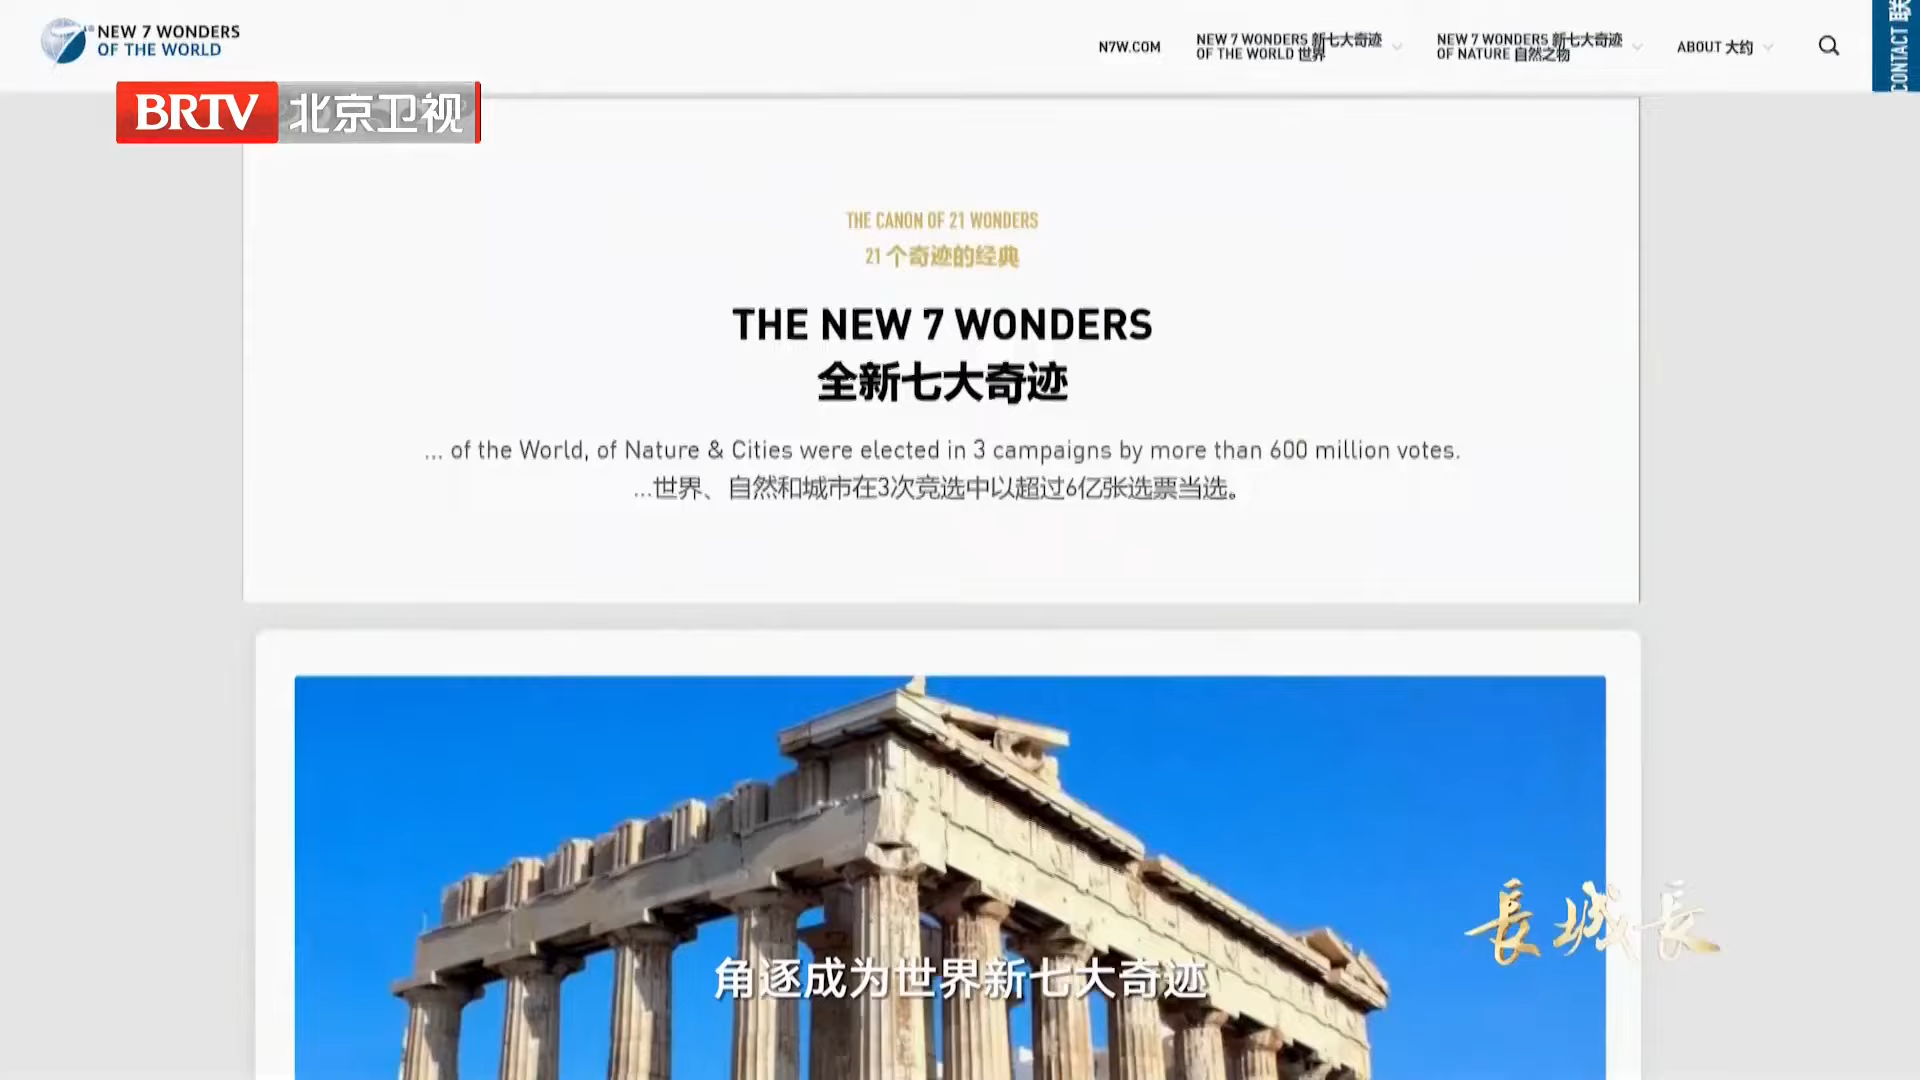 NEW 7 WONDERS
OF THE WORLD
N7W.COM
NEW 7 WONDERS 新七大奇迹
OF THE WORLD 世界
NEW 7 WONDERS 新七大奇迹
OF NATURE 自然之物
ABOUT 大约
CONTACT 联
BRTV 北京卫视
THE CANON OF 21 WONDERS
21 个奇迹的经典
THE NEW 7 WONDERS
全新七大奇迹
... of the World, of Nature & Cities were elected in 3 campaigns by more than 600 million votes.
...世界、自然和城市在3次竞选中以超过6亿张选票当选。
長城長
角逐成为世界新七大奇迹